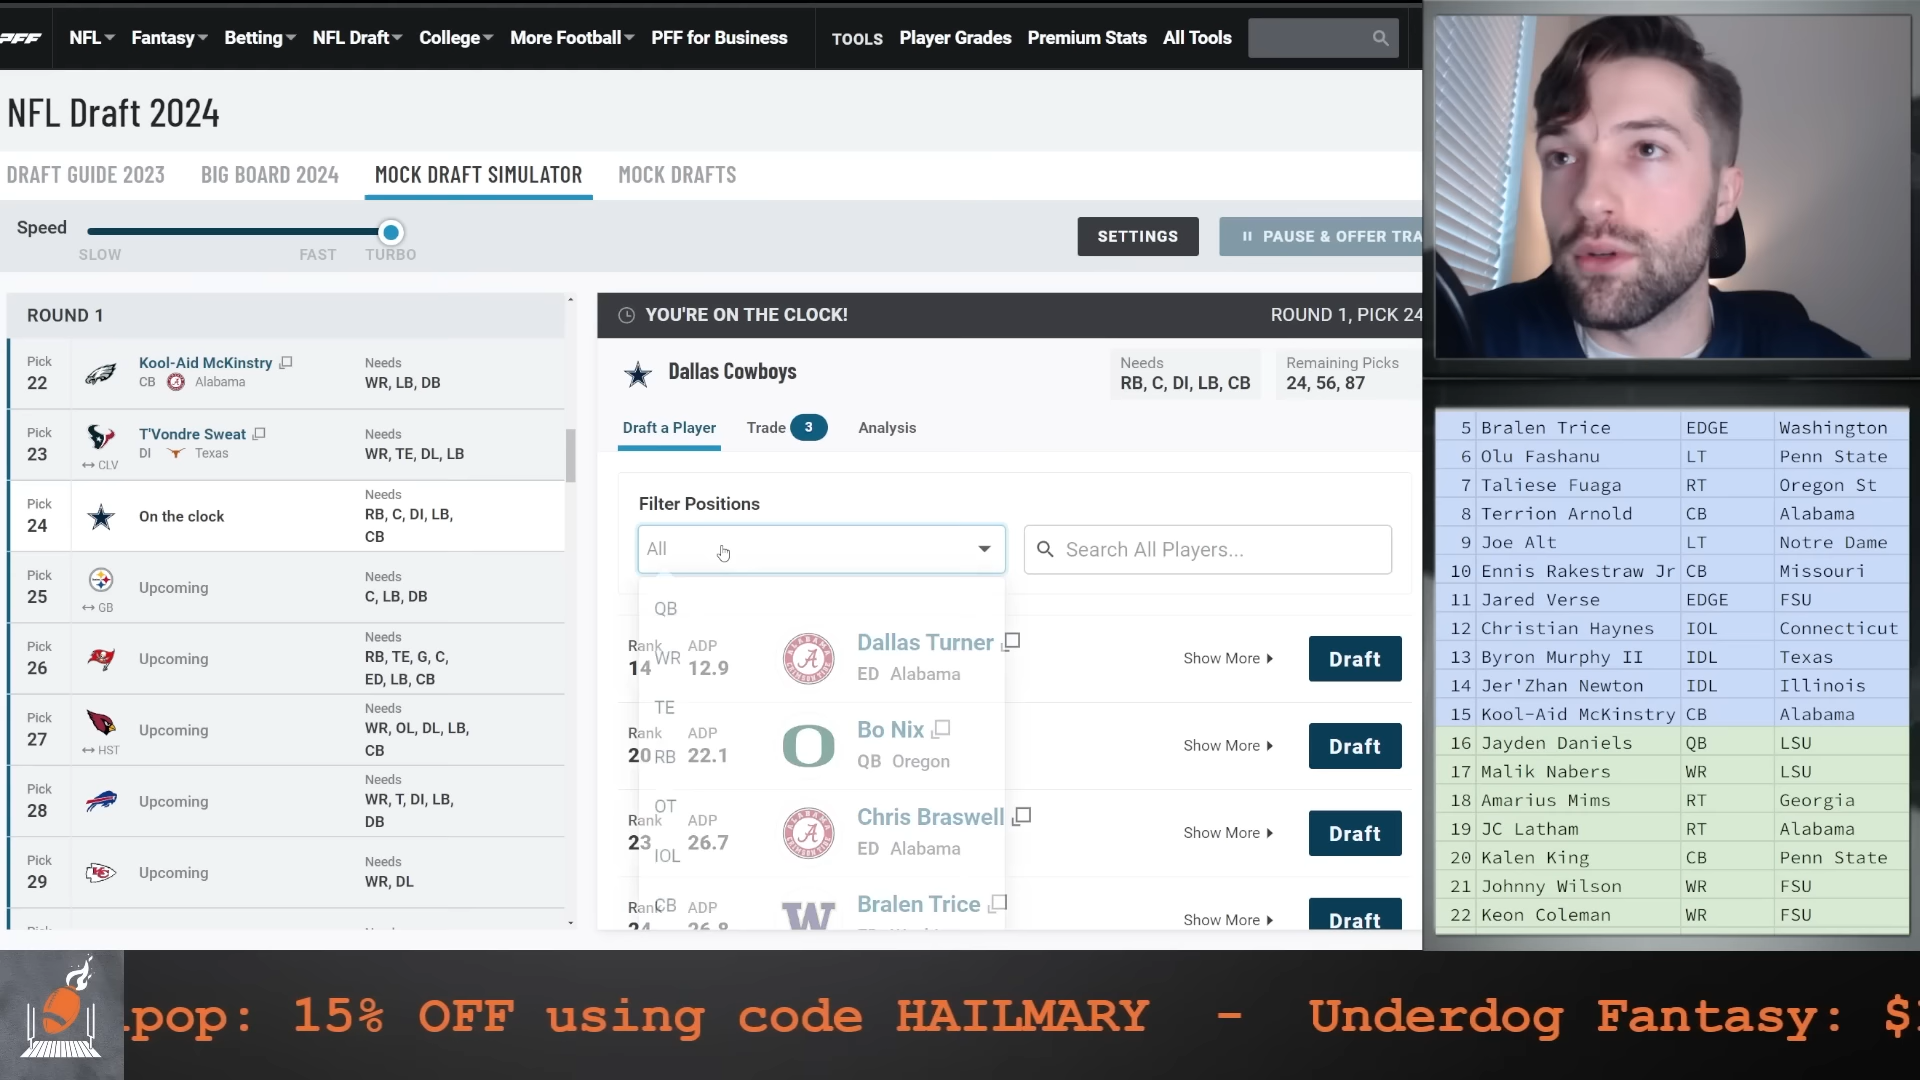 PFF NFL Fantasy Betting NFL Draft College More Football PFF for Business TOOLS Player Grades Premium Stats All Tools
NFL Draft 2024
DRAFT GUIDE 2023 BIG BOARD 2024 MOCK DRAFT SIMULATOR MOCK DRAFTS
Speed
SLOW FAST TURBO
SETTINGS
PAUSE & OFFER TRA
ROUND 1
Pick 22
Kool-Aid McKinstry
CB Alabama
Needs
WR, LB, DB
Pick 23
↔ CLV
T'Vondre Sweat
DI Texas
Needs
WR, TE, DL, LB
Pick 24
On the clock
Needs
RB, C, DI, LB,
CB
Pick 25
↔ GB
Upcoming
Needs
C, LB, DB
Pick 26
Upcoming
Needs
RB, TE, G, C,
ED, LB, CB
Pick 27
↔ HST
Upcoming
Needs
WR, OL, DL, LB,
CB
Pick 28
Upcoming
Needs
WR, T, DI, LB,
DB
Pick 29
Upcoming
Needs
WR, DL
YOU'RE ON THE CLOCK!
ROUND 1, PICK 24
Dallas Cowboys
Needs
RB, C, DI, LB, CB
Remaining Picks
24, 56, 87
Draft a Player Trade 3 Analysis
Filter Positions
All
Search All Players...
QB
WR
TE
RB
OT
IOL
CB
Rank 14 ADP 12.9
Dallas Turner
ED Alabama
Show More Draft
Rank 20 ADP 22.1
Bo Nix
QB Oregon
Show More Draft
Rank 23 ADP 26.7
Chris Braswell
ED Alabama
Show More Draft
Rank 24 ADP 26.8
Bralen Trice
Show More Draft
5 Bralen Trice EDGE Washington
6 Olu Fashanu LT Penn State
7 Taliese Fuaga RT Oregon St
8 Terrion Arnold CB Alabama
9 Joe Alt LT Notre Dame
10 Ennis Rakestraw Jr CB Missouri
11 Jared Verse EDGE FSU
12 Christian Haynes IOL Connecticut
13 Byron Murphy II IDL Texas
14 Jer'Zhan Newton IDL Illinois
15 Kool-Aid McKinstry CB Alabama
16 Jayden Daniels QB LSU
17 Malik Nabers WR LSU
18 Amarius Mims RT Georgia
19 JC Latham RT Alabama
20 Kalen King CB Penn State
21 Johnny Wilson WR FSU
22 Keon Coleman WR FSU
pop: 15% OFF using code HAILMARY - Underdog Fantasy: $